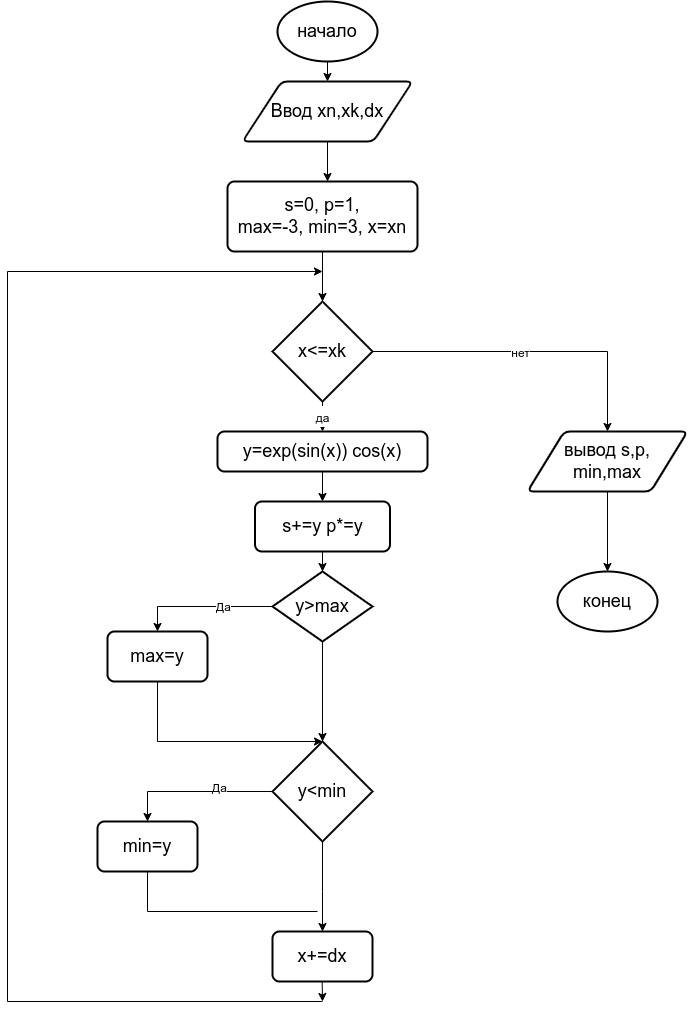 начало
Ввод xn,xk,dx
s=0, p=1,
max=-3, min=3, x=xn
x<=xk
нет
да
y=exp(sin(x)) cos(x)
вывод s,p,
min,max
s+=y p*=y
y>max
Да
конец
max=y
y<min
Да
min=y
x+=dx